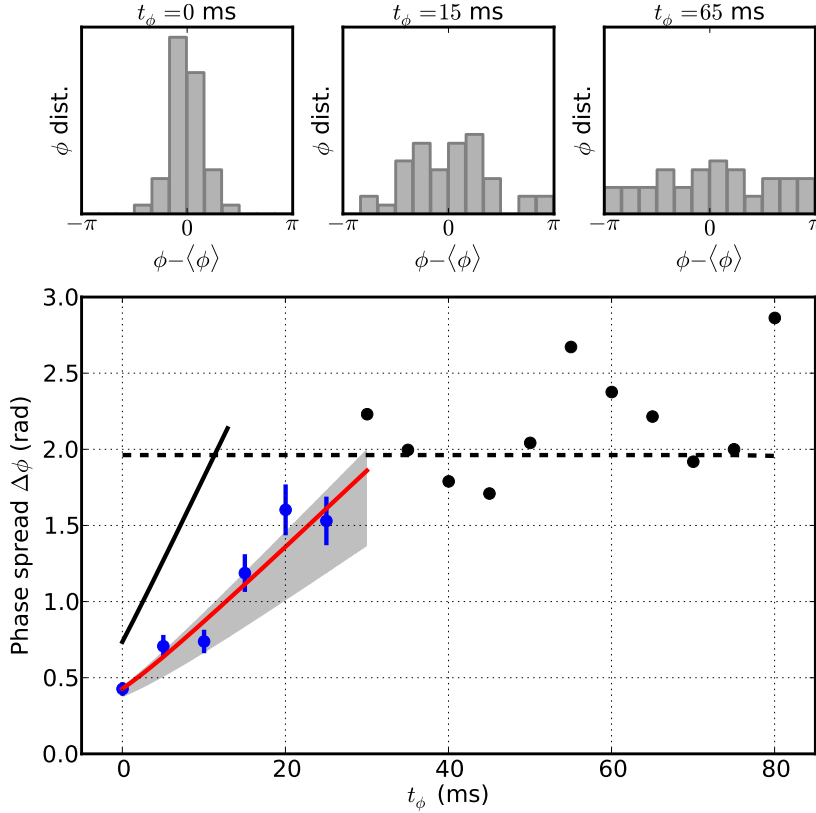 t_ϕ =0 ms
t_ϕ =15 ms
t_ϕ =65 ms
ϕ dist.
ϕ dist.
ϕ dist.
−π 0 π
−π 0 π
−π 0 π
ϕ−⟨ϕ⟩
ϕ−⟨ϕ⟩
ϕ−⟨ϕ⟩
3.0
2.5
2.0
1.5
1.0
0.5
0.0
Phase spread Δϕ (rad)
0 20 40 60 80
t_ϕ (ms)